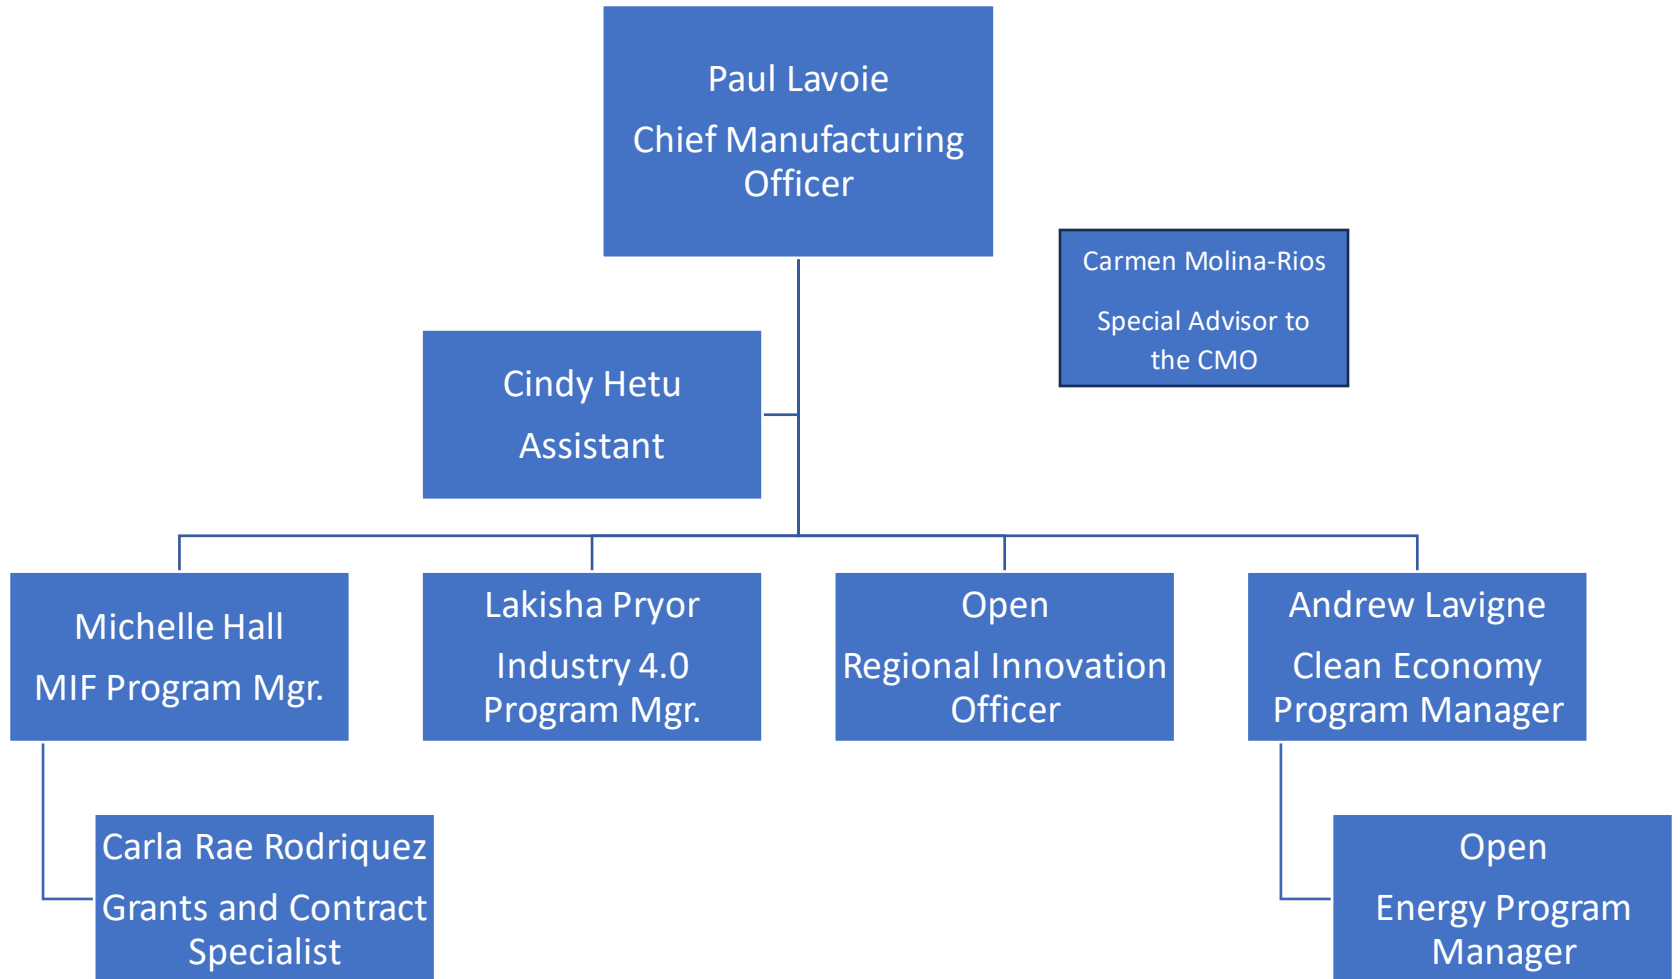 Paul Lavoie
Chief Manufacturing
Officer
Carmen Molina-Rios
Special Advisor to
the CMO
Cindy Hetu
Assistant
Michelle Hall
MIF Program Mgr.
Lakisha Pryor
Industry 4.0
Program Mgr.
Open
Regional Innovation
Officer
Andrew Lavigne
Clean Economy
Program Manager
Carla Rae Rodriquez
Grants and Contract
Specialist
Open
Energy Program
Manager